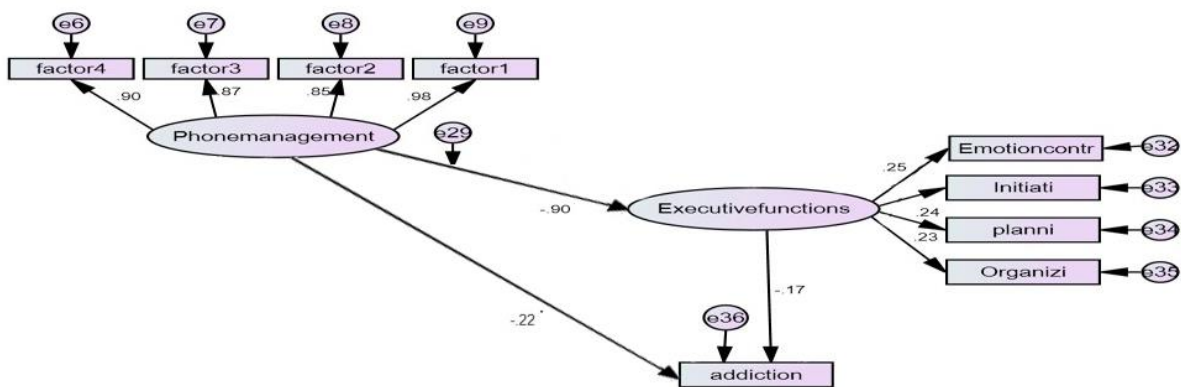 e6 e7 e8 e9
factor4 factor3 factor2 factor1
.90 .87 .85 .98
Phonemanagement
e29
Emotioncontr e32
.25
Initiati e33
-.90
Executivefunctions
.24
planni e34
.23
Organizi e35
-.17
-.22
e36
addiction